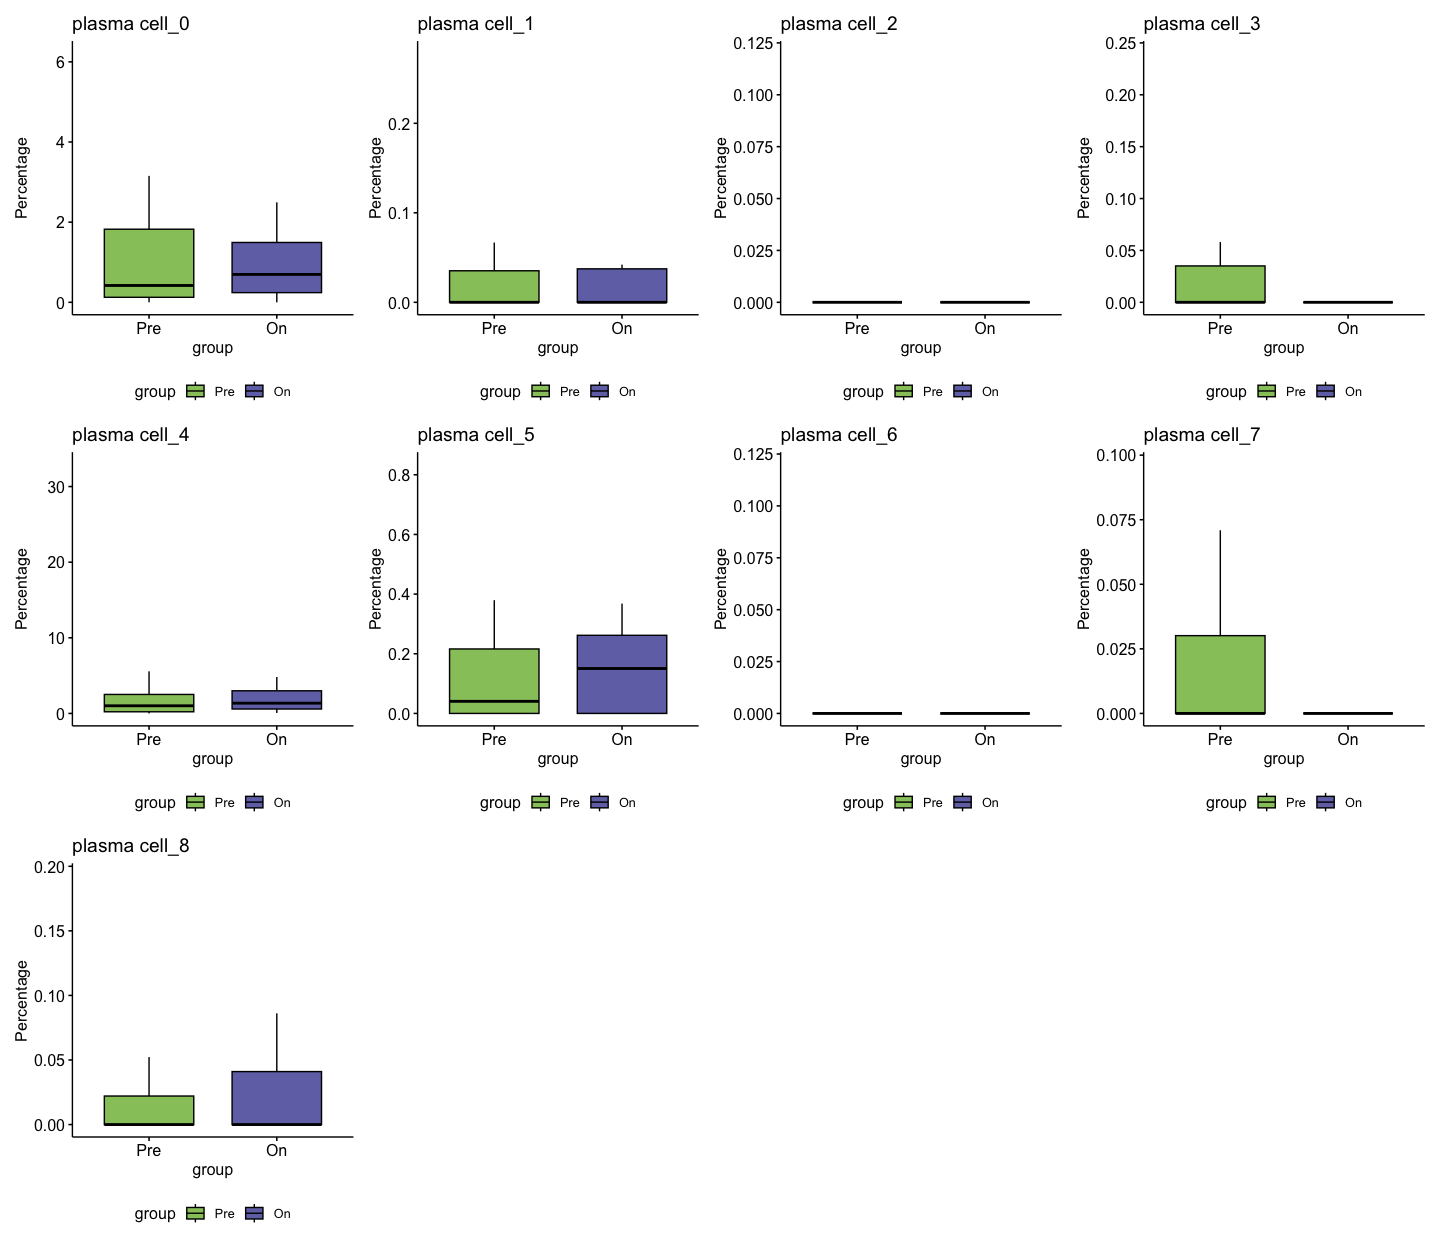 plasma cell_0
6
4
2
0
Percentage
Pre On
group
group Pre On
plasma cell_1
0.2
0.1
0.0
Percentage
Pre On
group
group Pre On
plasma cell_2
0.125
0.100
0.075
0.050
0.025
0.000
Percentage
Pre On
group
group Pre On
plasma cell_3
0.25
0.20
0.15
0.10
0.05
0.00
Percentage
Pre On
group
group Pre On
plasma cell_4
30
20
10
0
Percentage
Pre On
group
group Pre On
plasma cell_5
0.8
0.6
0.4
0.2
0.0
Percentage
Pre On
group
group Pre On
plasma cell_6
0.125
0.100
0.075
0.050
0.025
0.000
Percentage
Pre On
group
group Pre On
plasma cell_7
0.100
0.075
0.050
0.025
0.000
Percentage
Pre On
group
group Pre On
plasma cell_8
0.20
0.15
0.10
0.05
0.00
Percentage
Pre On
group
group Pre On